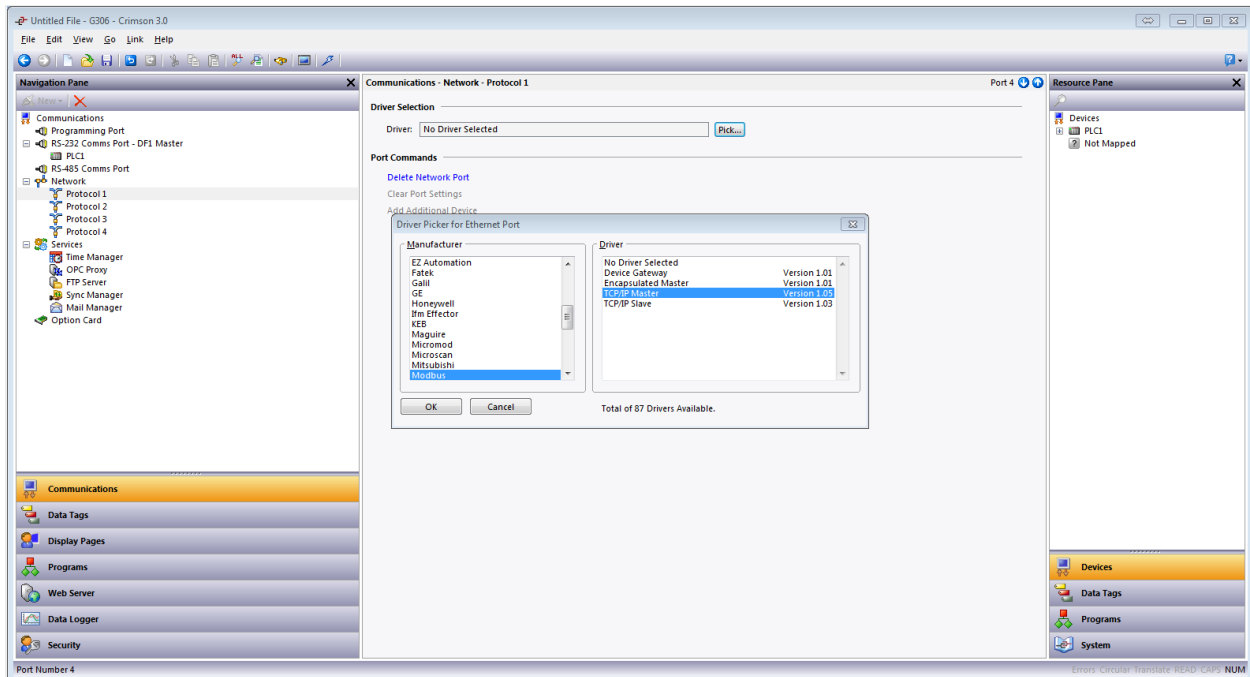 Untitled File - G306 - Crimson 3.0
File Edit View Go Link Help
Navigation Pane
New
Communications
Programming Port
RS-232 Comms Port - DF1 Master
PLC1
RS-485 Comms Port
Network
Protocol 1
Protocol 2
Protocol 3
Protocol 4
Services
Time Manager
OPC Proxy
FTP Server
Sync Manager
Mail Manager
Option Card
Communications
Data Tags
Display Pages
Programs
Web Server
Data Logger
Security
Communications - Network - Protocol 1 Port 4
Driver Selection
Driver: No Driver Selected Pick...
Port Commands
Delete Network Port
Clear Port Settings
Add Additional Device
Driver Picker for Ethernet Port
Manufacturer
EZ Automation
Fatek
Galil
GE
Honeywell
Ifm Effector
KEB
Maguire
Micromod
Microscan
Mitsubishi
Modbus
Driver
No Driver Selected
Device Gateway Version 1.01
Encapsulated Master Version 1.01
TCP/IP Master Version 1.05
TCP/IP Slave Version 1.03
OK Cancel Total of 87 Drivers Available.
Resource Pane
Devices
PLC1
Not Mapped
Devices
Data Tags
Programs
System
Port Number 4 Errors Circular Translate READ CAPS NUM